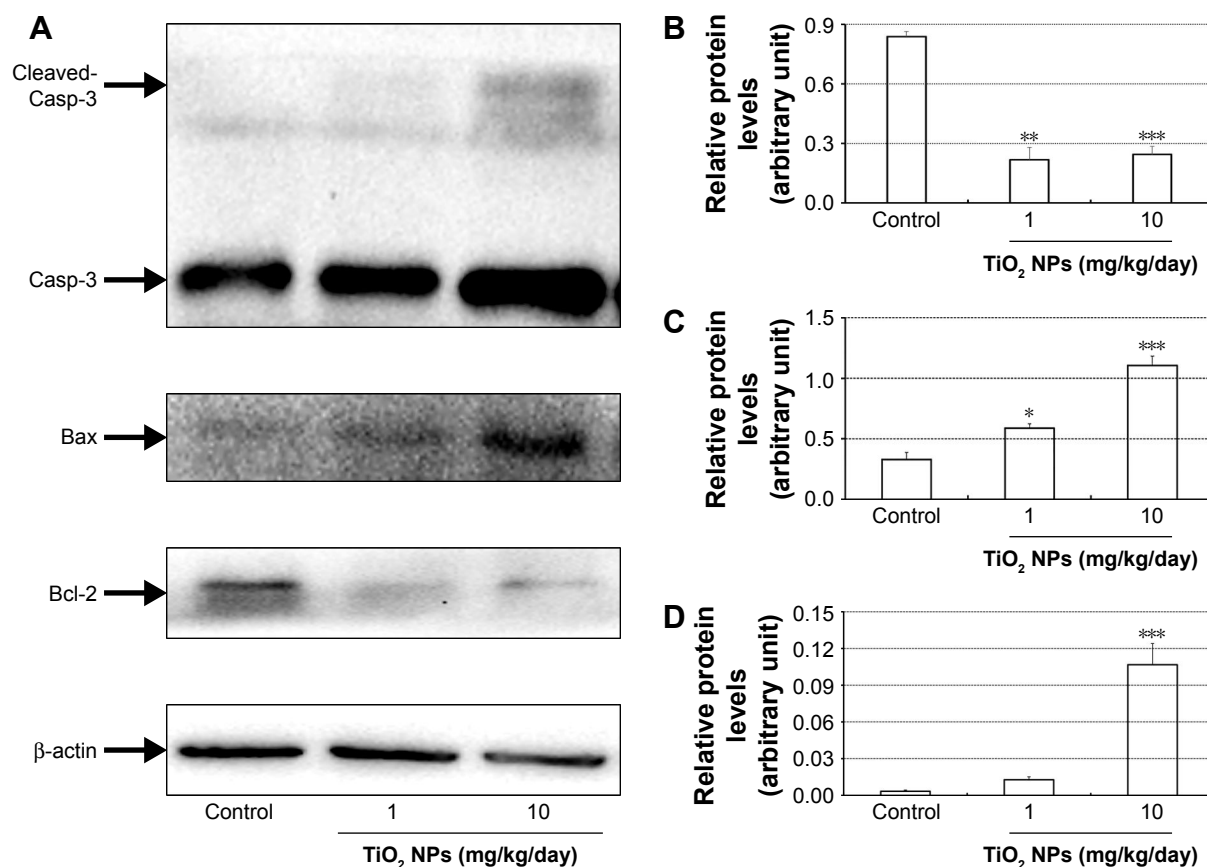 A
Cleaved-
Casp-3
Casp-3
Bax
Bcl-2
β-actin
Control 1 10
TiO₂ NPs (mg/kg/day)
B
Relative protein
levels
(arbitrary unit)
0.9
0.6
0.3
0.0
** ***
Control 1 10
TiO₂ NPs (mg/kg/day)
C
Relative protein
levels
(arbitrary unit)
1.5
1.0
0.5
0.0
* ***
Control 1 10
TiO₂ NPs (mg/kg/day)
D
Relative protein
levels
(arbitrary unit)
0.15
0.12
0.09
0.06
0.03
0.00
***
Control 1 10
TiO₂ NPs (mg/kg/day)